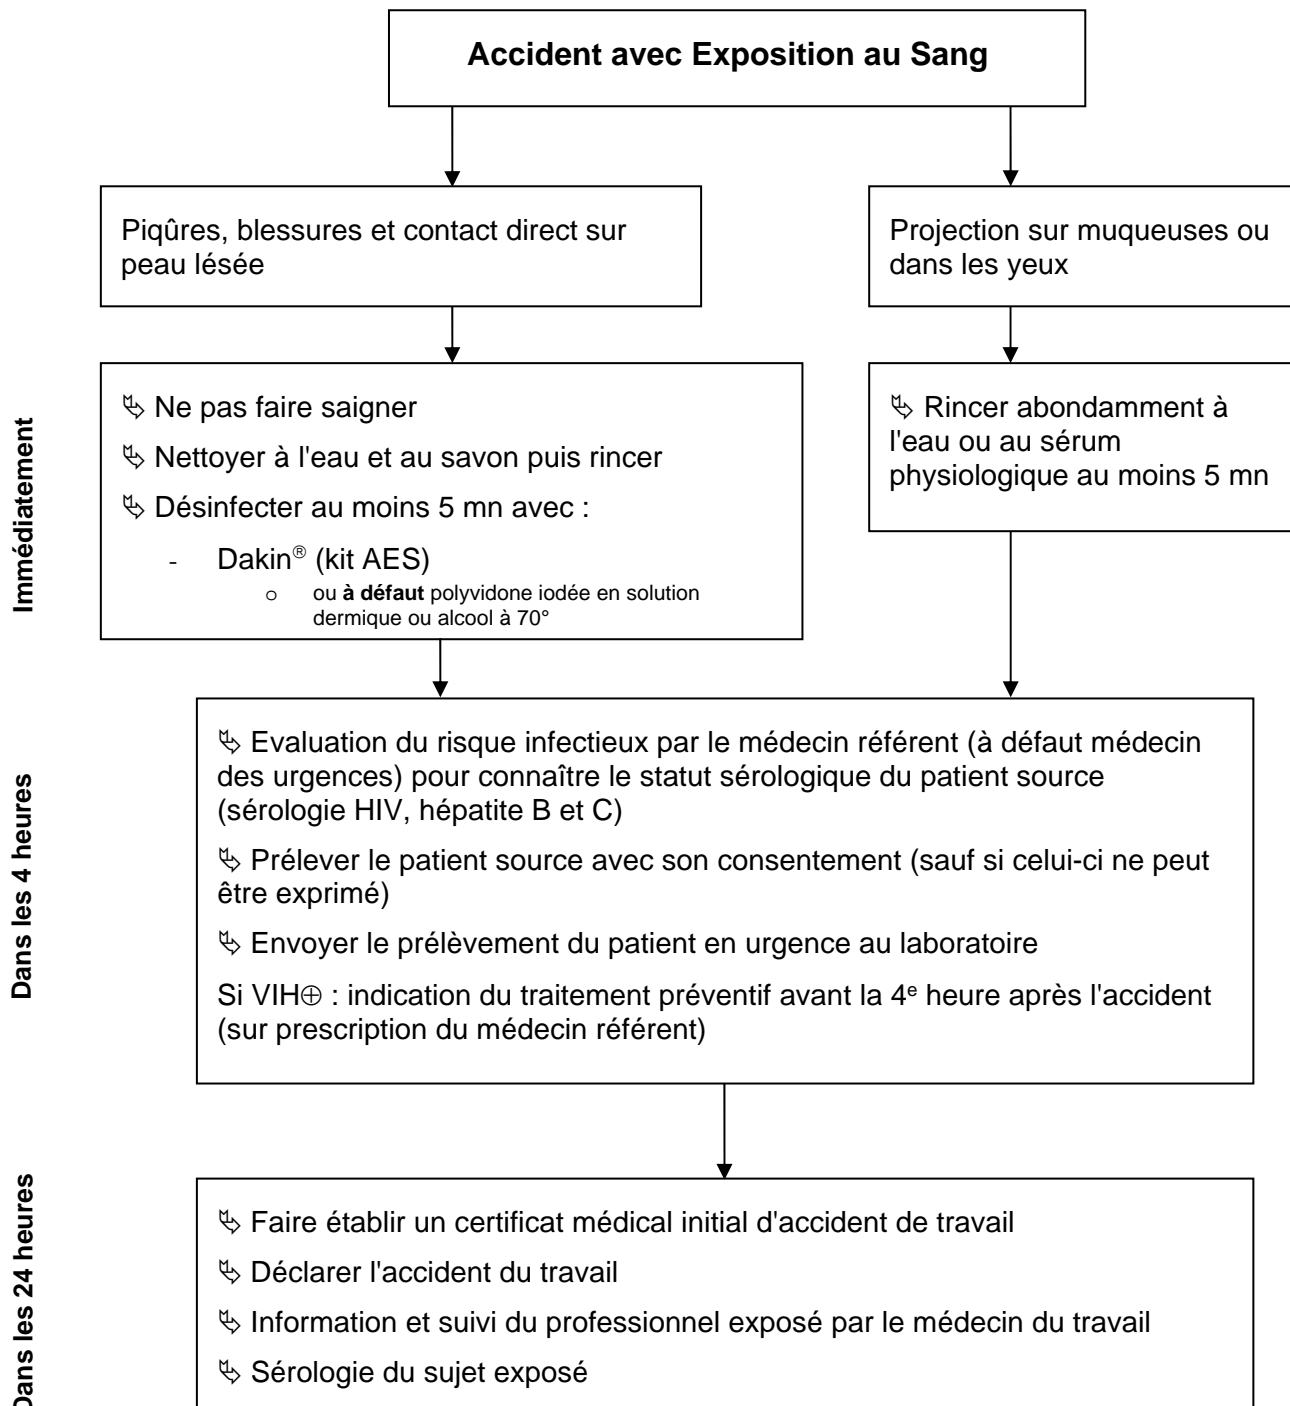 Accident avec Exposition au Sang
Piqûres, blessures et contact direct sur
peau lésée
Projection sur muqueuses ou
dans les yeux
Immédiatement
Ne pas faire saigner
Nettoyer à l'eau et au savon puis rincer
Désinfecter au moins 5 mn avec :
- Dakin® (kit AES)
o ou à défaut polyvidone iodée en solution
dermique ou alcool à 70°
Rincer abondamment à
l'eau ou au sérum
physiologique au moins 5 mn
Dans les 4 heures
Evaluation du risque infectieux par le médecin référent (à défaut médecin
des urgences) pour connaître le statut sérologique du patient source
(sérologie HIV, hépatite B et C)
Prélever le patient source avec son consentement (sauf si celui-ci ne peut
être exprimé)
Envoyer le prélèvement du patient en urgence au laboratoire
Si VIH⊕ : indication du traitement préventif avant la 4e heure après l'accident
(sur prescription du médecin référent)
Dans les 24 heures
Faire établir un certificat médical initial d'accident de travail
Déclarer l'accident du travail
Information et suivi du professionnel exposé par le médecin du travail
Sérologie du sujet exposé